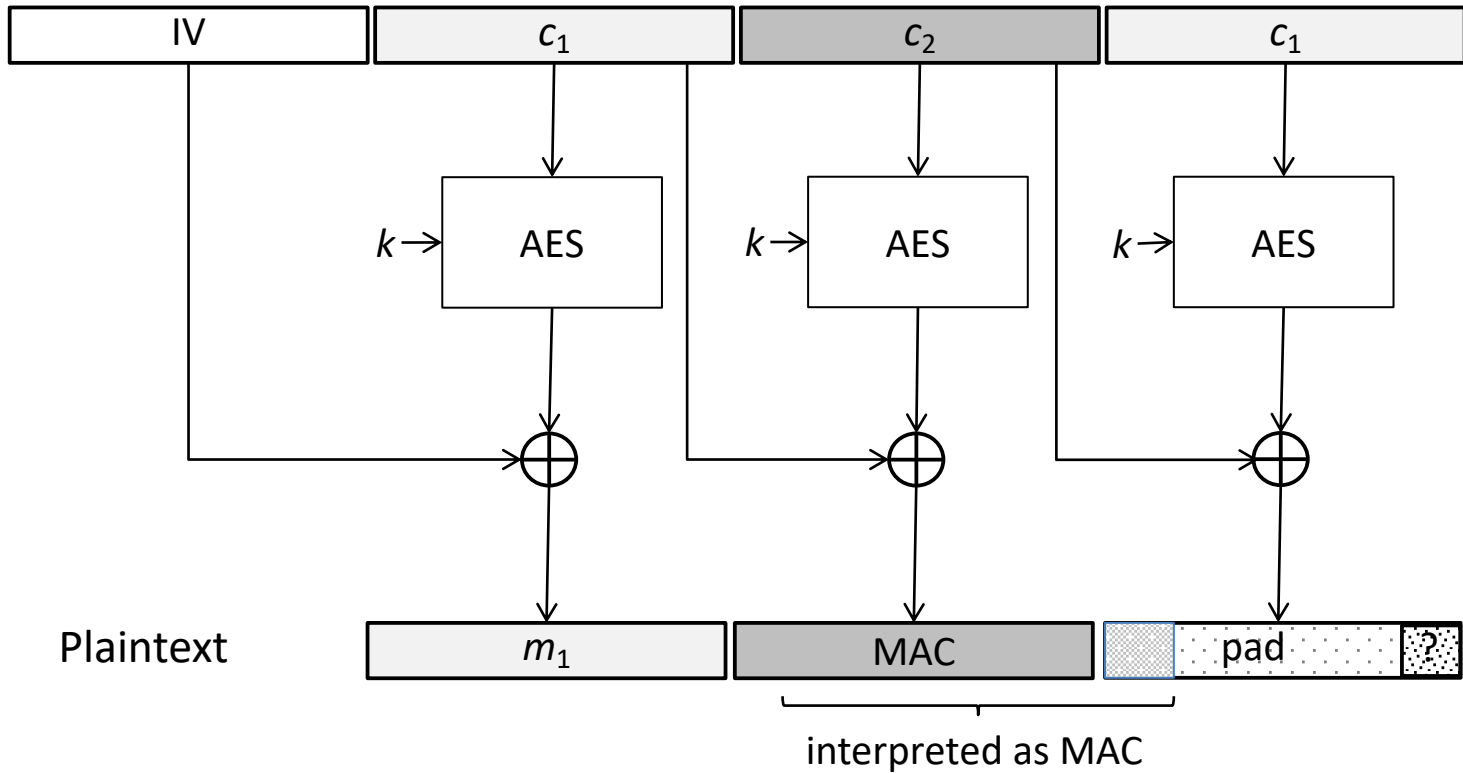 IV c₁ c₂ c₁
k AES k AES k AES
Plaintext m₁ MAC pad ?
interpreted as MAC